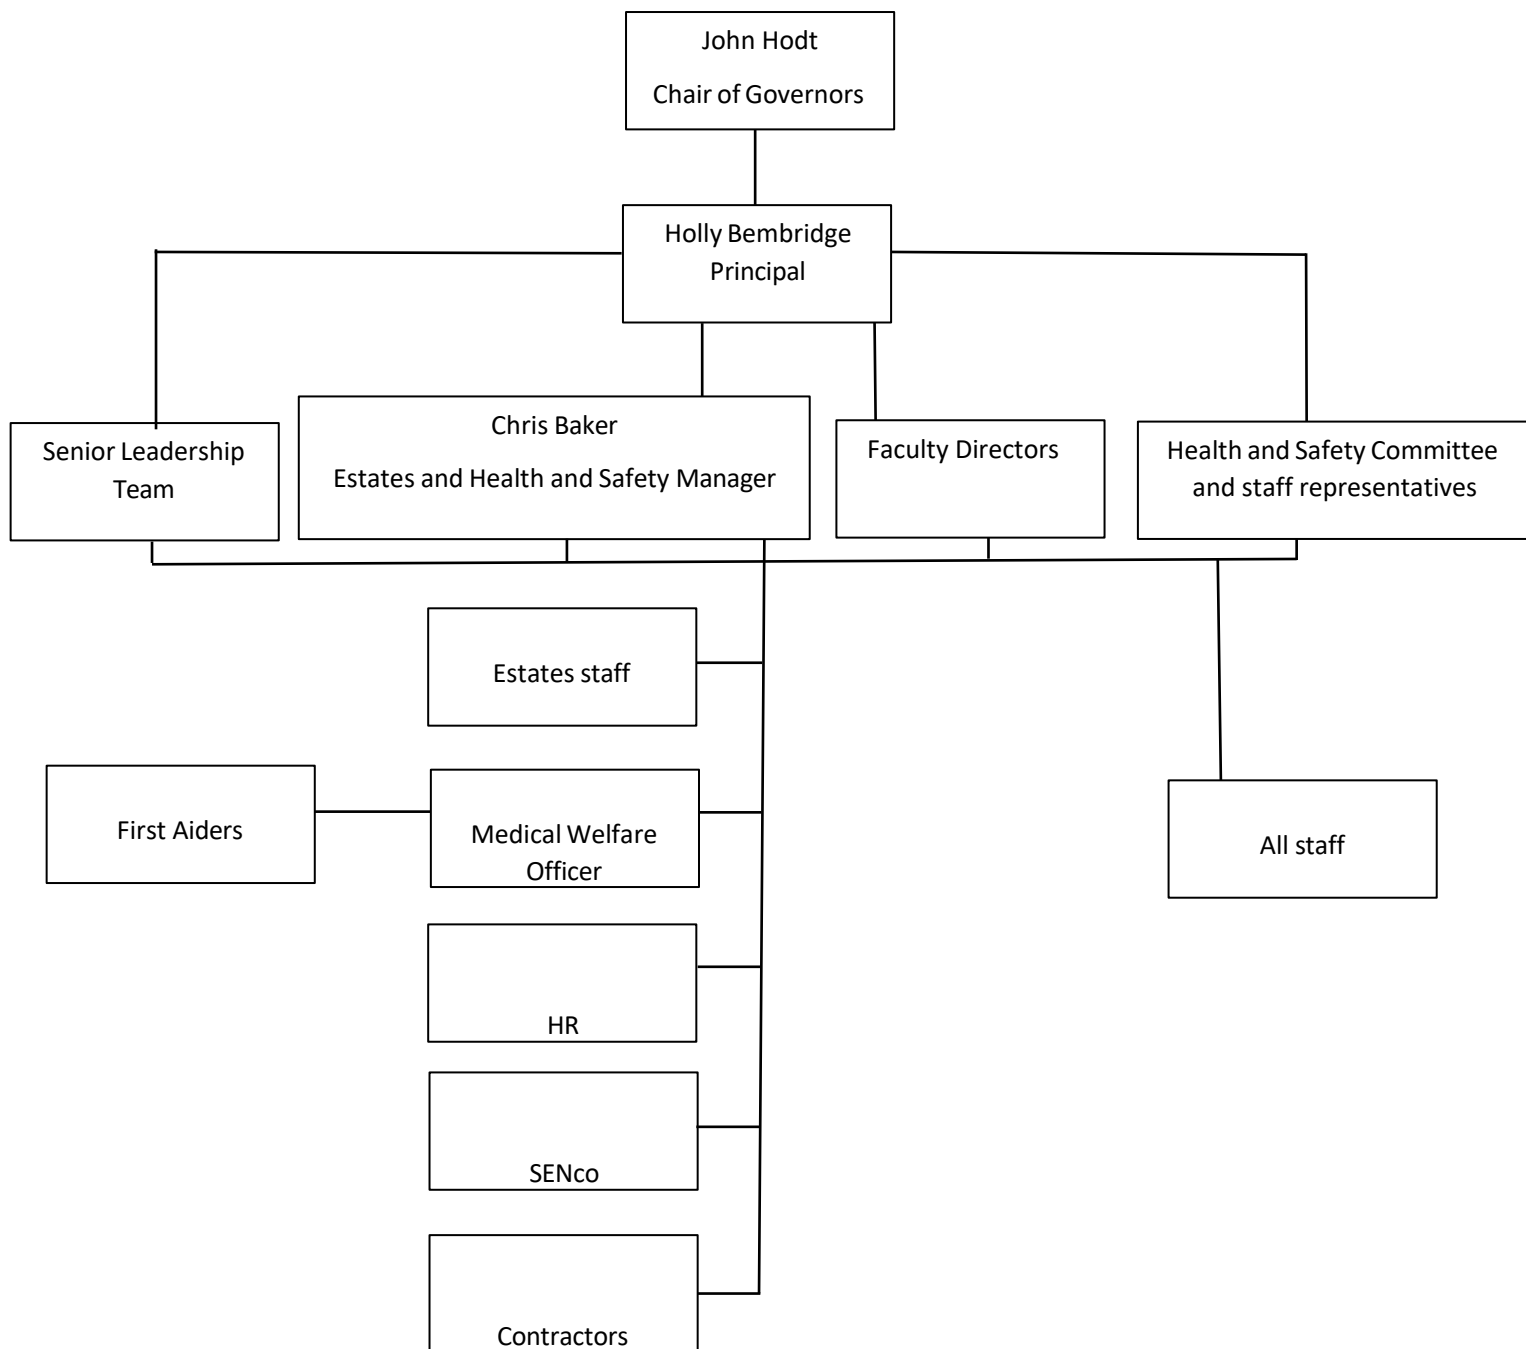 John Hodt
Chair of Governors
Holly Bembridge
Principal
Senior Leadership
Team
Chris Baker
Estates and Health and Safety Manager
Faculty Directors
Health and Safety Committee
and staff representatives
Estates staff
First Aiders
Medical Welfare
Officer
All staff
HR
SENco
Contractors